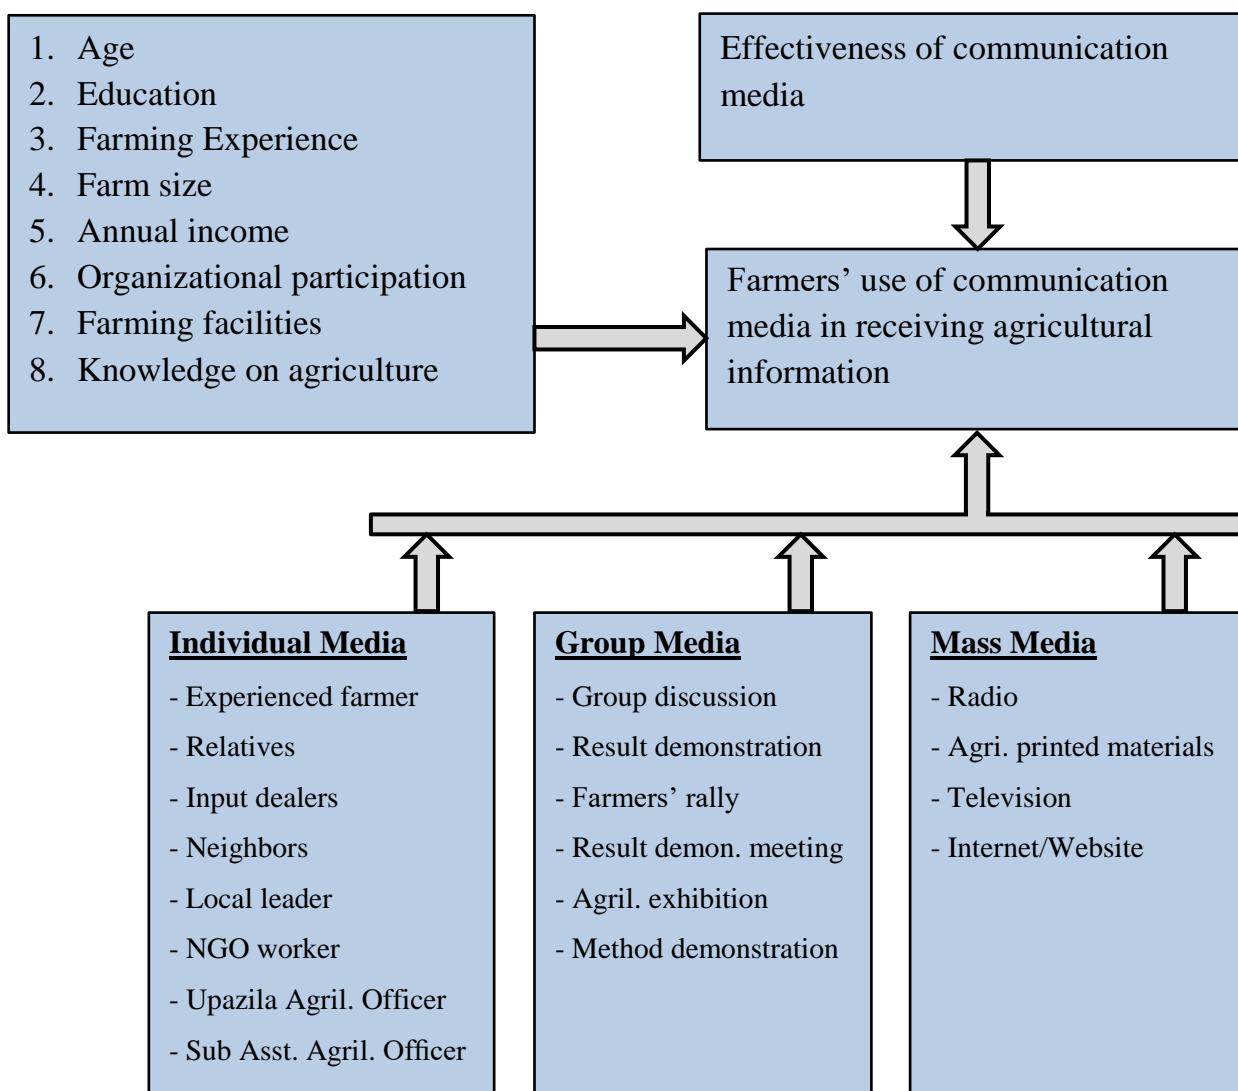 1. Age
2. Education
3. Farming Experience
4. Farm size
5. Annual income
6. Organizational participation
7. Farming facilities
8. Knowledge on agriculture
Effectiveness of communication
media
Farmers’ use of communication
media in receiving agricultural
information
Individual Media
- Experienced farmer
- Relatives
- Input dealers
- Neighbors
- Local leader
- NGO worker
- Upazila Agril. Officer
- Sub Asst. Agril. Officer
Group Media
- Group discussion
- Result demonstration
- Farmers’ rally
- Result demon. meeting
- Agril. exhibition
- Method demonstration
Mass Media
- Radio
- Agri. printed materials
- Television
- Internet/Website